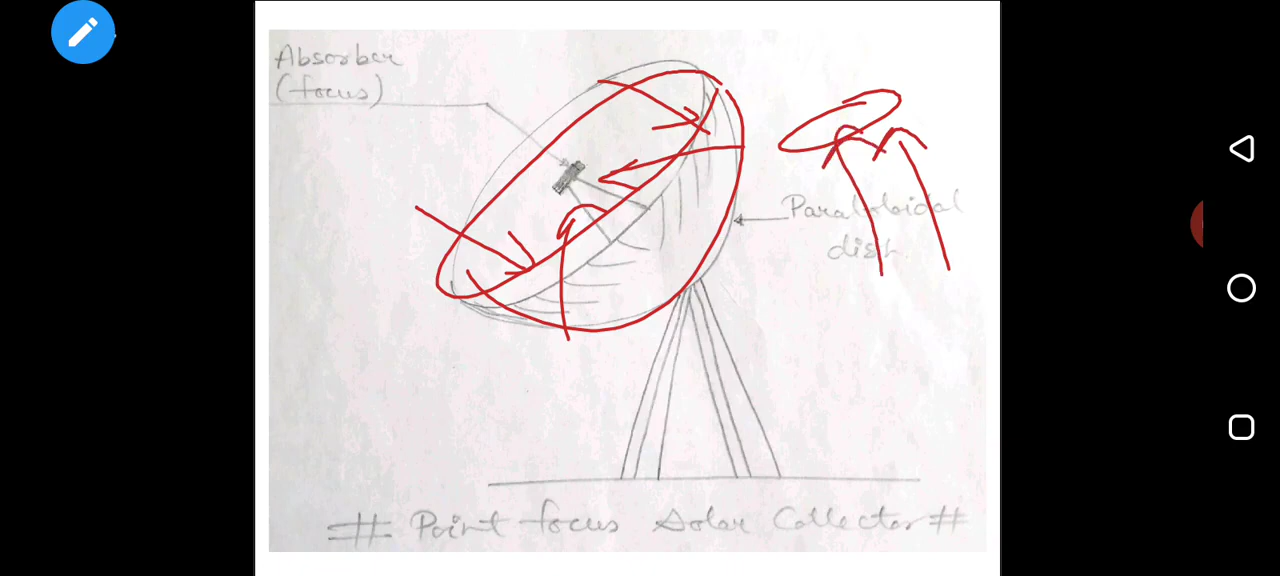 Absorber
(focus)
Paraboloidal
dish
# Point focus Solar Collector #